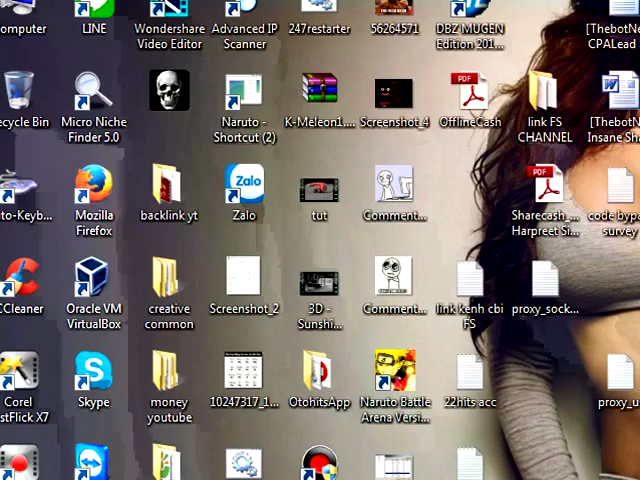 omputer
LINE
Wondershare
Video Editor
Advanced IP
Scanner
247restarter
56264571
DBZ MUGEN
Edition 201...
[ThebotNe
CPALead
ecycle Bin
Micro Niche
Finder 5.0
Naruto -
Shortcut (2)
K-Meleon1....
Screenshot_4
PDF
OfflineCash
link FS
CHANNEL
[ThebotN
Insane Sha
uto-Keyb...
Mozilla
Firefox
backlink yt
Zalo
Zalo
tut
Comment...
PDF
Sharecash_...
Harpreet Si...
code bypa
survey
CCleaner
Oracle VM
VirtualBox
creative
common
Screenshot_2
3D -
Sunshi...
Comment...
link kenh cbi
FS
proxy_sock...
Corel
stFlick X7
Skype
money
youtube
10247317_1...
OtohitsApp
Naruto Battle
Arena Versi...
22hits acc
proxy_u